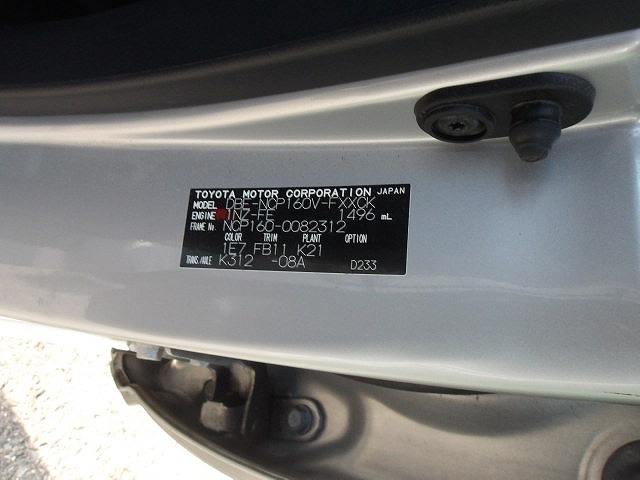 TOYOTA MOTOR CORPORATION JAPAN
MODEL DBE-NCP160V-FXXCK
ENGINE 1NZ-FE 1496 mL
FRAME No. NCP160-0082312
COLOR TRIM PLANT OPTION
1E7 FB11 K21
TRANS./AXLE K312 -08A D233